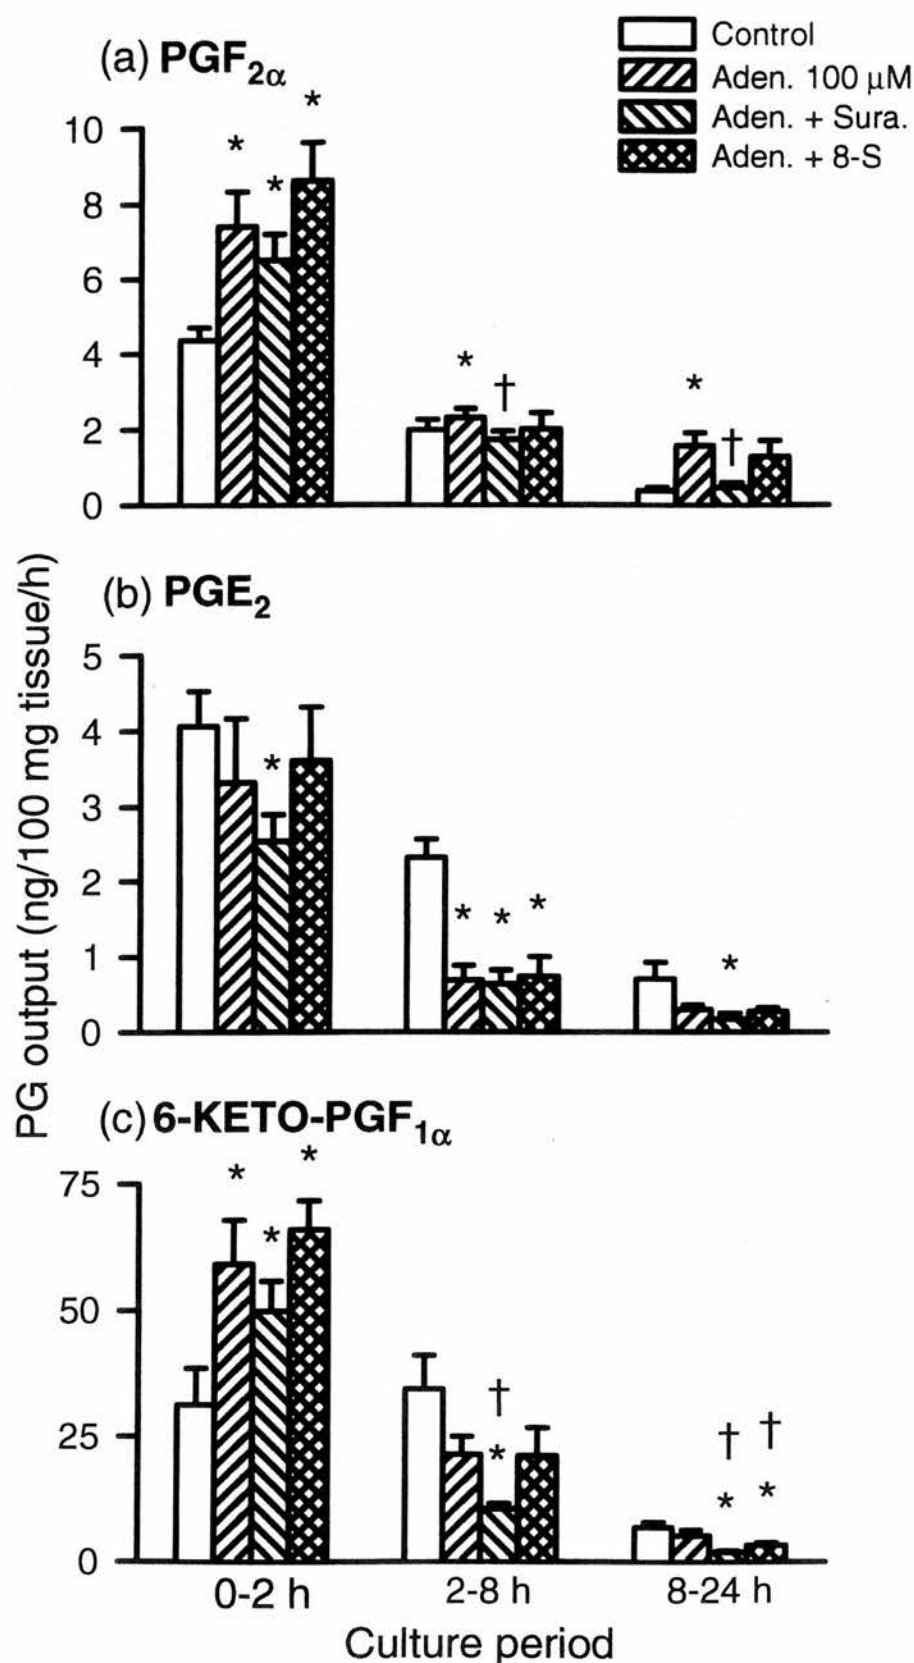 Control
Aden. 100 μM
Aden. + Sura.
Aden. + 8-S
(a) PGF2α
10
8
6
4
2
0
* * *
* †
* †
PG output (ng/100 mg tissue/h)
(b) PGE2
5
4
3
2
1
0
*
* * *
*
(c) 6-KETO-PGF1α
75
50
25
0
* * *
†
*
† †
* *
0-2 h 2-8 h 8-24 h
Culture period